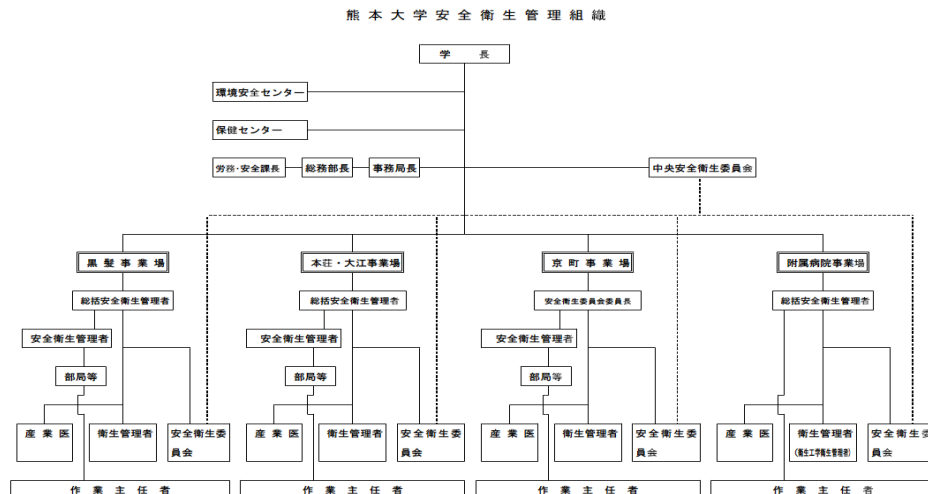 熊本大学安全衛生管理組織
学長
環境安全センター
保健センター
労務・安全課長 総務部長 事務局長 中央安全衛生委員会
黒髪事業場 本荘・大江事業場 京町事業場 附属病院事業場
総括安全衛生管理者 総括安全衛生管理者 安全衛生委員会委員長 総括安全衛生管理者
安全衛生管理者 安全衛生管理者 安全衛生管理者
部局等 部局等 部局等
産業医 衛生管理者 安全衛生委 産業医 衛生管理者 安全衛生委 産業医 衛生管理者 安全衛生委 産業医 衛生管理者 安全衛生委
員会 員会 員会 (衛生工学衛生管理者) 員会
作業主任者 作業主任者 作業主任者 作業主任者